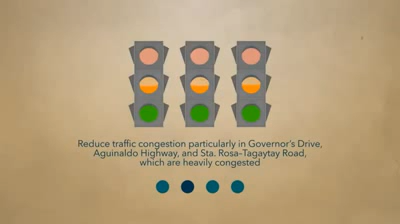 Reduce traffic congestion particularly in Governor's Drive,
Aguinaldo Highway, and Sta. Rosa-Tagaytay Road,
which are heavily congested